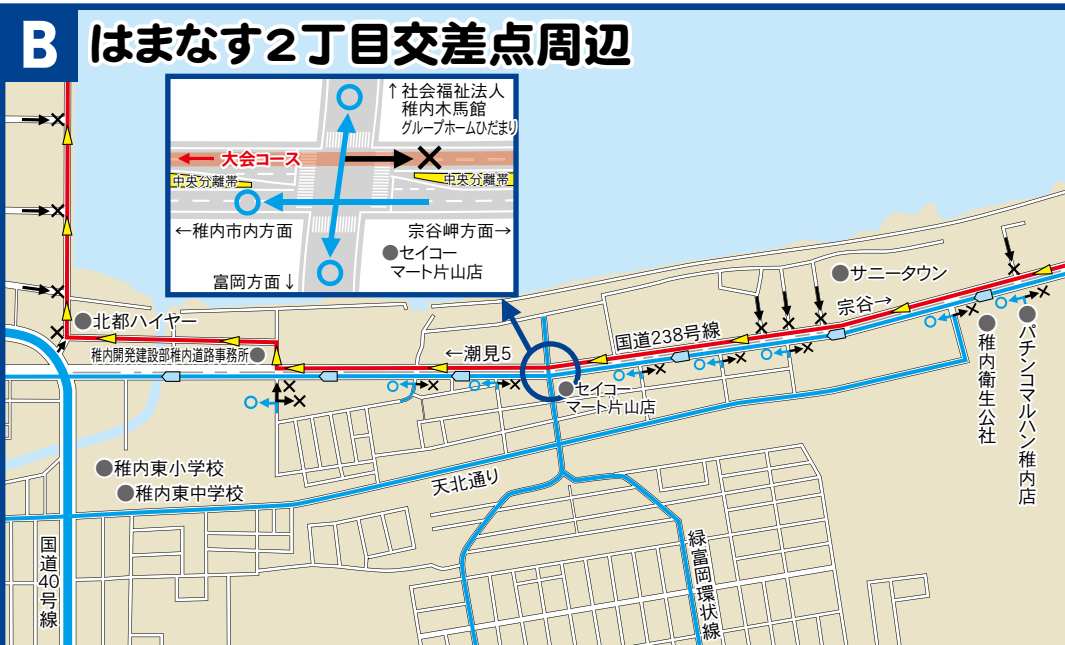 B はまなす2丁目交差点周辺
↑社会福祉法人
稚内木馬館
グループホームひだまり
←大会コース
中央分離帯
中央分離帯
←稚内市内方面
宗谷岬方面→
●セイコー
マート片山店
富岡方面↓
●サニータウン
宗谷→
●北都ハイヤー
国道238号線
稚内開発建設部稚内道路事務所●
←潮見5
●セイコー
マート片山店
●稚内衛生公社
●パチンコマルハン稚内店
●稚内東小学校
●稚内東中学校
天北通り
国道40号線
緑富岡環状線